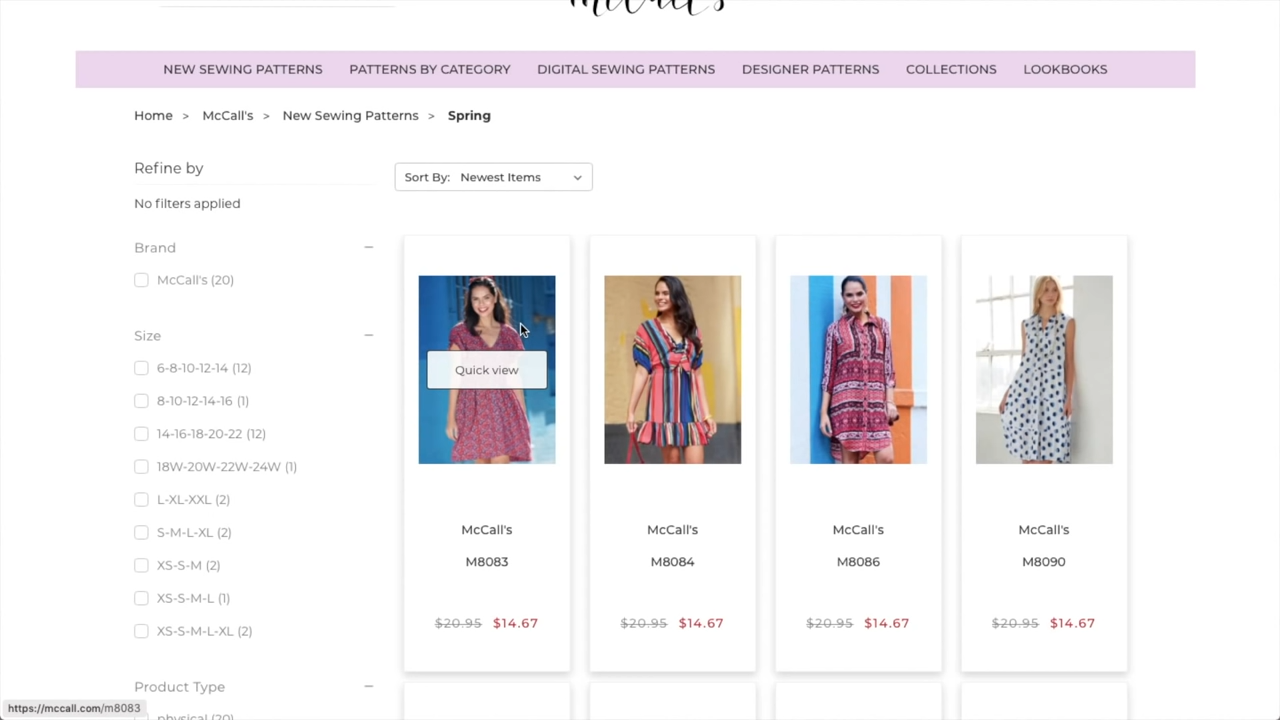 NEW SEWING PATTERNS PATTERNS BY CATEGORY DIGITAL SEWING PATTERNS DESIGNER PATTERNS COLLECTIONS LOOKBOOKS
Home > McCall's > New Sewing Patterns > Spring
Refine by
Sort By: Newest Items
No filters applied
Brand
McCall's (20)
Size
6-8-10-12-14 (12)
8-10-12-14-16 (1)
14-16-18-20-22 (12)
18W-20W-22W-24W (1)
L-XL-XXL (2)
S-M-L-XL (2)
XS-S-M (2)
XS-S-M-L (1)
XS-S-M-L-XL (2)
Product Type
physical (20)
Quick view
McCall's
M8083
$20.95 $14.67
McCall's
M8084
$20.95 $14.67
McCall's
M8086
$20.95 $14.67
McCall's
M8090
$20.95 $14.67
https://mccall.com/m8083